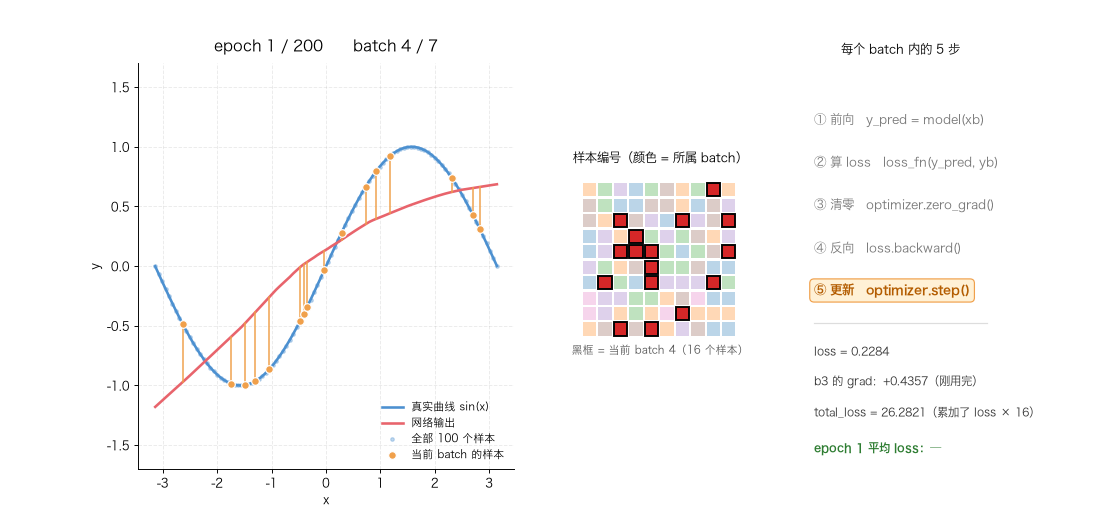 epoch 1 / 200 batch 4 / 7
1.5
1.0
0.5
0.0
-0.5
-1.0
-1.5
y
-3
-2
-1
0
1
2
3
x
真实曲线 sin(x)
网络输出
全部 100 个样本
当前 batch 的样本
样本编号（颜色 = 所属 batch）
黑框 = 当前 batch 4（16 个样本）
每个 batch 内的 5 步
① 前向 y_pred = model(xb)
② 算 loss loss_fn(y_pred, yb)
③ 清零 optimizer.zero_grad()
④ 反向 loss.backward()
⑤ 更新 optimizer.step()
loss = 0.2284
b3 的 grad: +0.4357（刚用完）
total_loss = 26.2821（累加了 loss × 16）
epoch 1 平均 loss: —